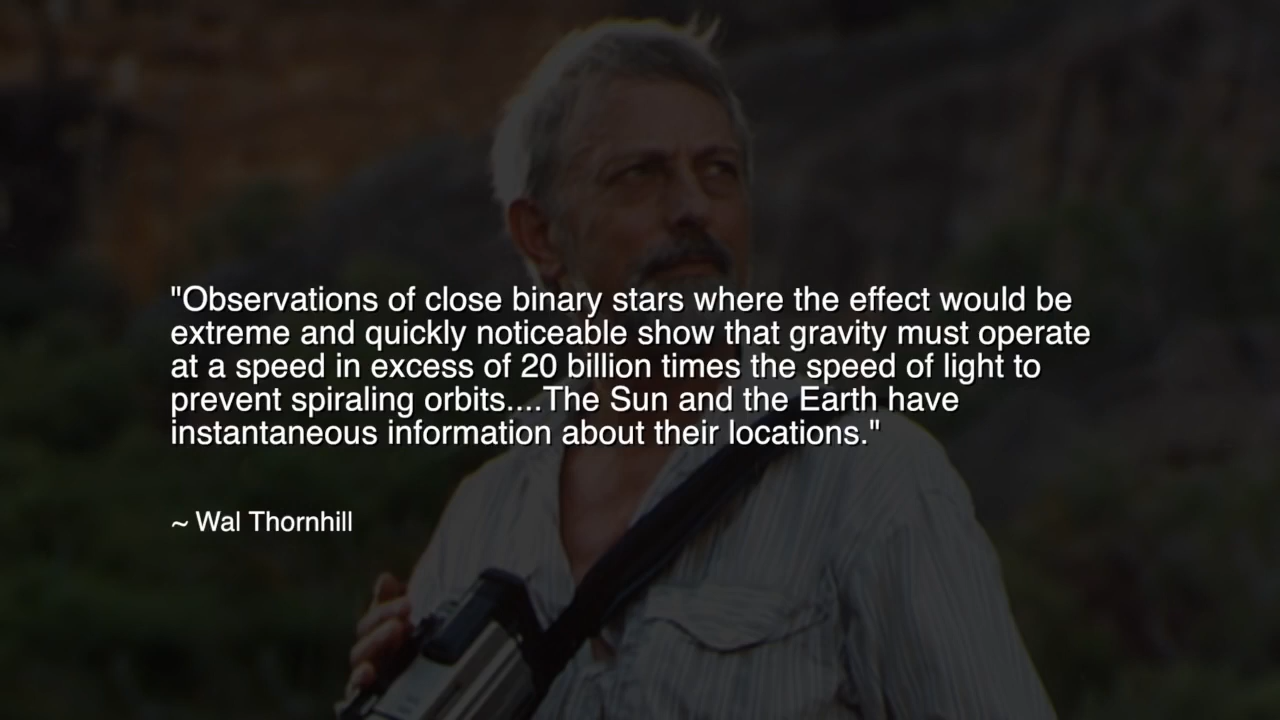 "Observations of close binary stars where the effect would be
extreme and quickly noticeable show that gravity must operate
at a speed in excess of 20 billion times the speed of light to
prevent spiraling orbits....The Sun and the Earth have
instantaneous information about their locations."
~ Wal Thornhill